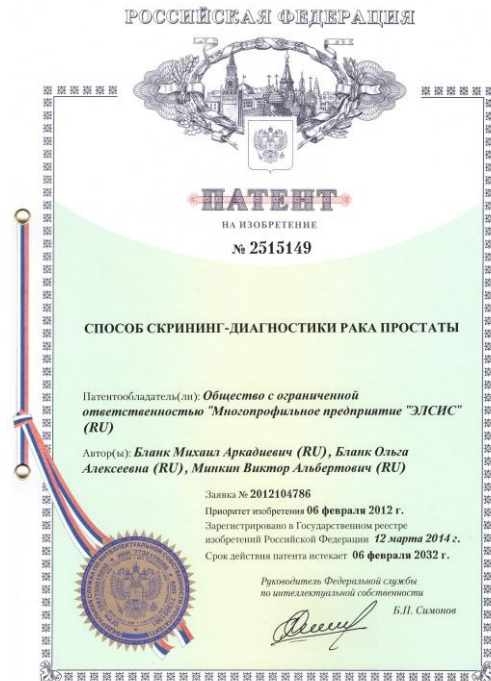 РОССИЙСКАЯ ФЕДЕРАЦИЯ
ПАТЕНТ
НА ИЗОБРЕТЕНИЕ
№ 2515149
СПОСОБ СКРИНИНГ-ДИАГНОСТИКИ РАКА ПРОСТАТЫ
Патентообладатель(ли): Общество с ограниченной
ответственностью "Многопрофильное предприятие "ЭЛСИС"
(RU)
Автор(ы): Бланк Михаил Аркадиевич (RU), Бланк Ольга
Алексеевна (RU), Минкин Виктор Альбертович (RU)
Заявка № 2012104786
Приоритет изобретения 06 февраля 2012 г.
Зарегистрировано в Государственном реестре
изобретений Российской Федерации 12 марта 2014 г.
Срок действия патента истекает 06 февраля 2032 г.
Руководитель Федеральной службы
по интеллектуальной собственности
Б.П. Симонов